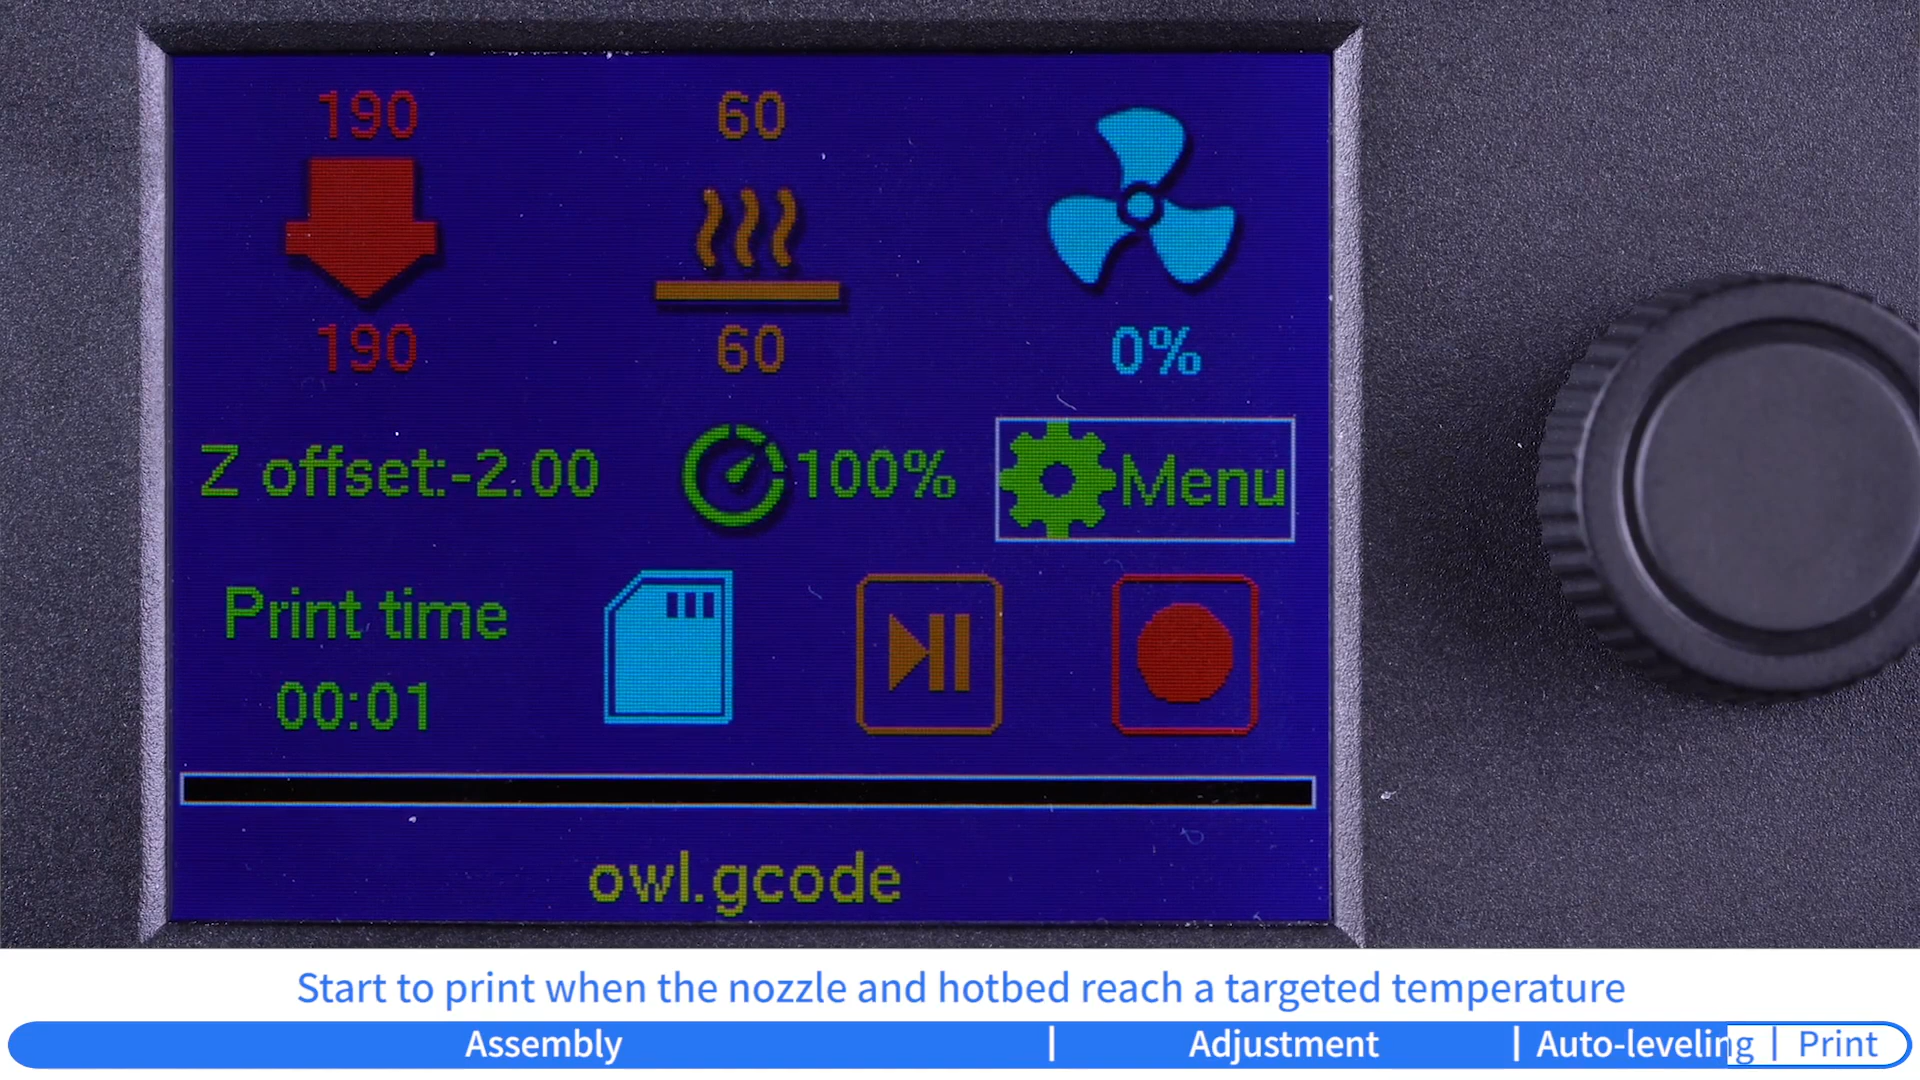 190 60
190 60 0%
Z offset:-2.00 100% Menu
Print time
00:01
owl.gcode
Start to print when the nozzle and hotbed reach a targeted temperature
Assembly | Adjustment | Auto-leveling | Print